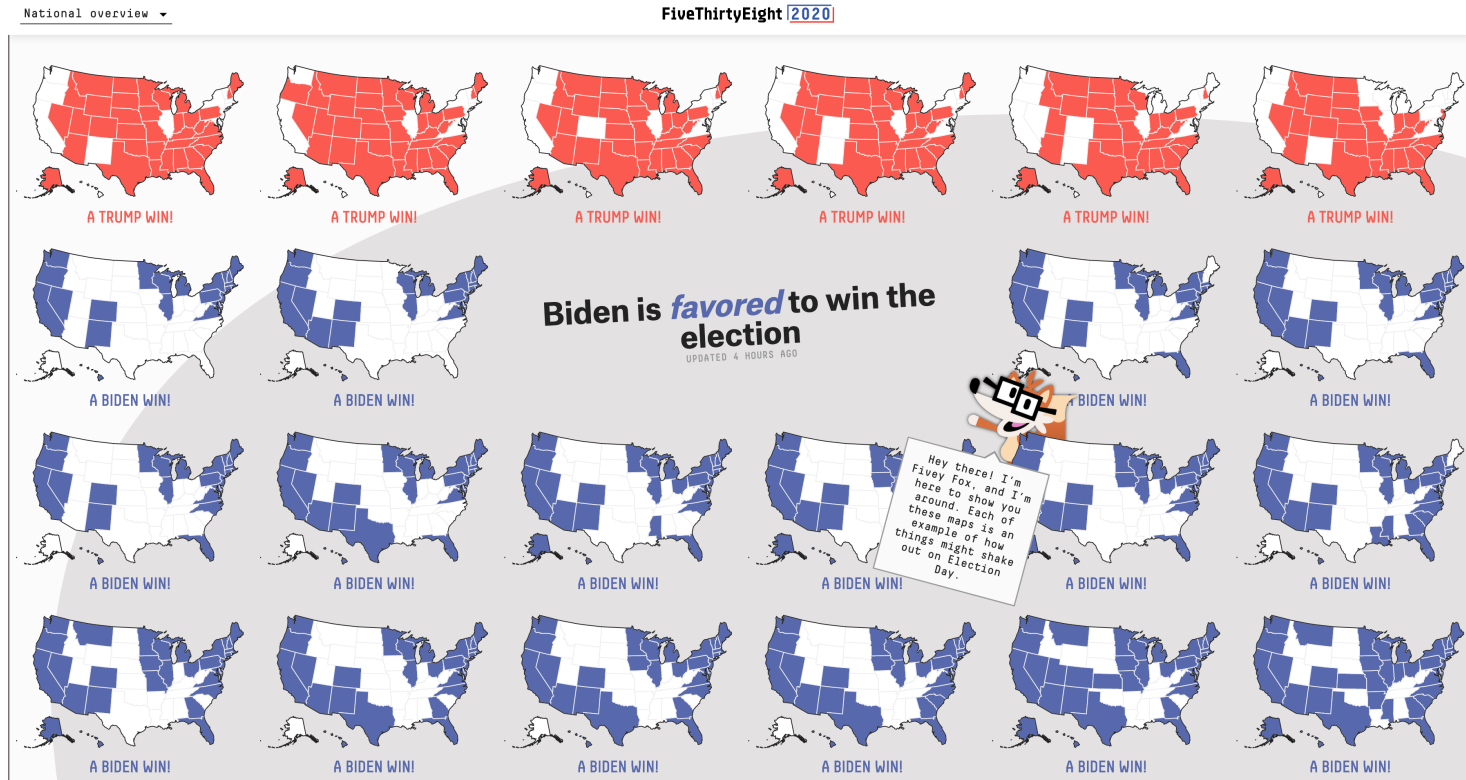 National overview
FiveThirtyEight 2020
A TRUMP WIN!
A TRUMP WIN!
A TRUMP WIN!
A TRUMP WIN!
A TRUMP WIN!
A TRUMP WIN!
Biden is favored to win the
election
UPDATED 4 HOURS AGO
A BIDEN WIN!
A BIDEN WIN!
BIDEN WIN!
A BIDEN WIN!
Hey there! I'm
Fivey Fox, and I'm
here to show you
around. Each of
these maps is an
example of how
things might shake
out on Election
Day.
A BIDEN WIN!
A BIDEN WIN!
A BIDEN WIN!
A BIDEN WIN!
A BIDEN WIN!
A BIDEN WIN!
A BIDEN WIN!
A BIDEN WIN!
A BIDEN WIN!
A BIDEN WIN!
A BIDEN WIN!
A BIDEN WIN!